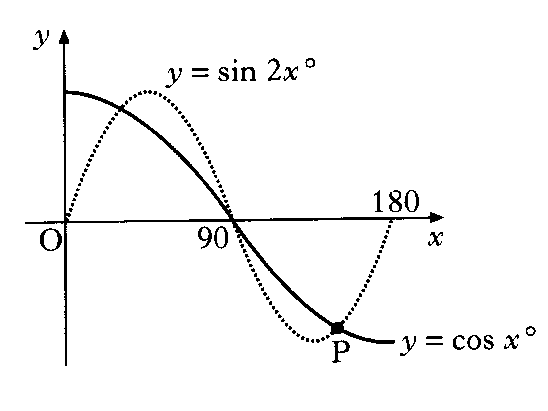 y
y = sin 2x°
180
O
90
x
P
y = cos x°